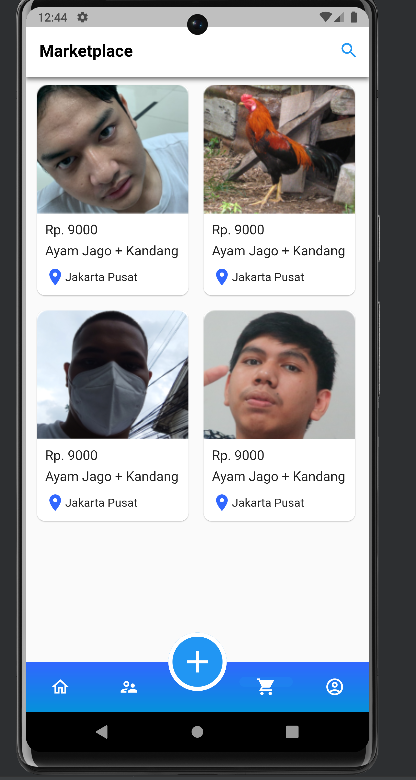 12:44
Marketplace
Rp. 9000
Ayam Jago + Kandang
Jakarta Pusat
Rp. 9000
Ayam Jago + Kandang
Jakarta Pusat
Rp. 9000
Ayam Jago + Kandang
Jakarta Pusat
Rp. 9000
Ayam Jago + Kandang
Jakarta Pusat